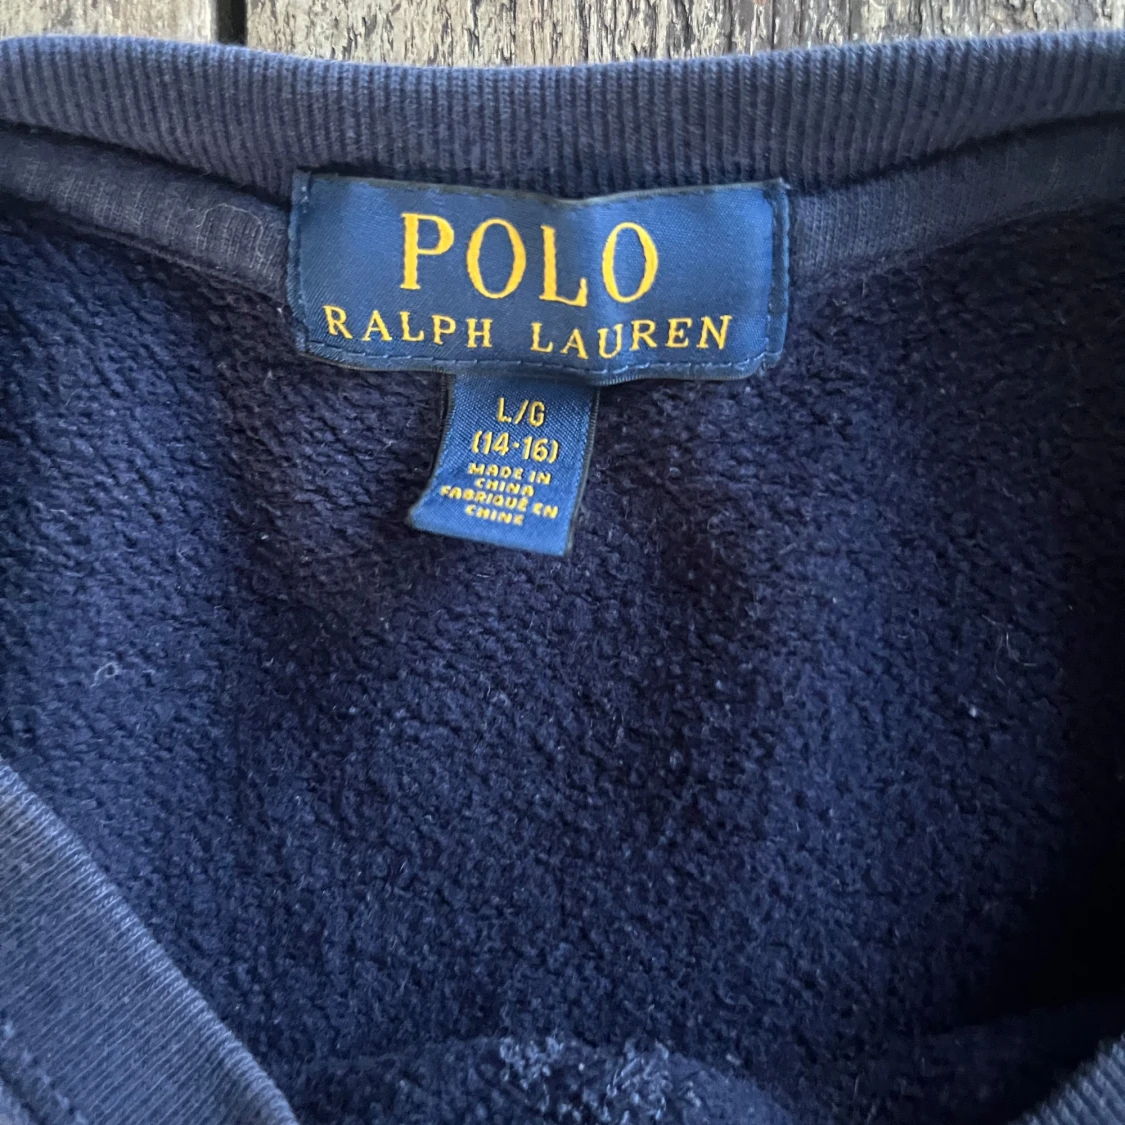 POLO
RALPH LAUREN
L/G
(14-16)
MADE IN
CHINA
FABRIQUÉ EN
CHINE